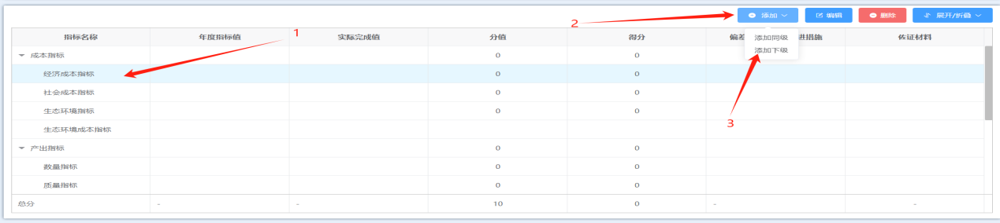 添加 编辑 删除 展开/折叠
2
添加同级
添加下级
1
指标名称 年度指标值 实际完成值 分值 得分 偏差 进措施 佐证材料
成本指标 0 0
经济成本指标 0 0
社会成本指标 0 0
生态环境指标 0 0
生态环境成本指标
3
产出指标 0 0
数量指标 0 0
质量指标 0 0
总分 - - 10 0 - -